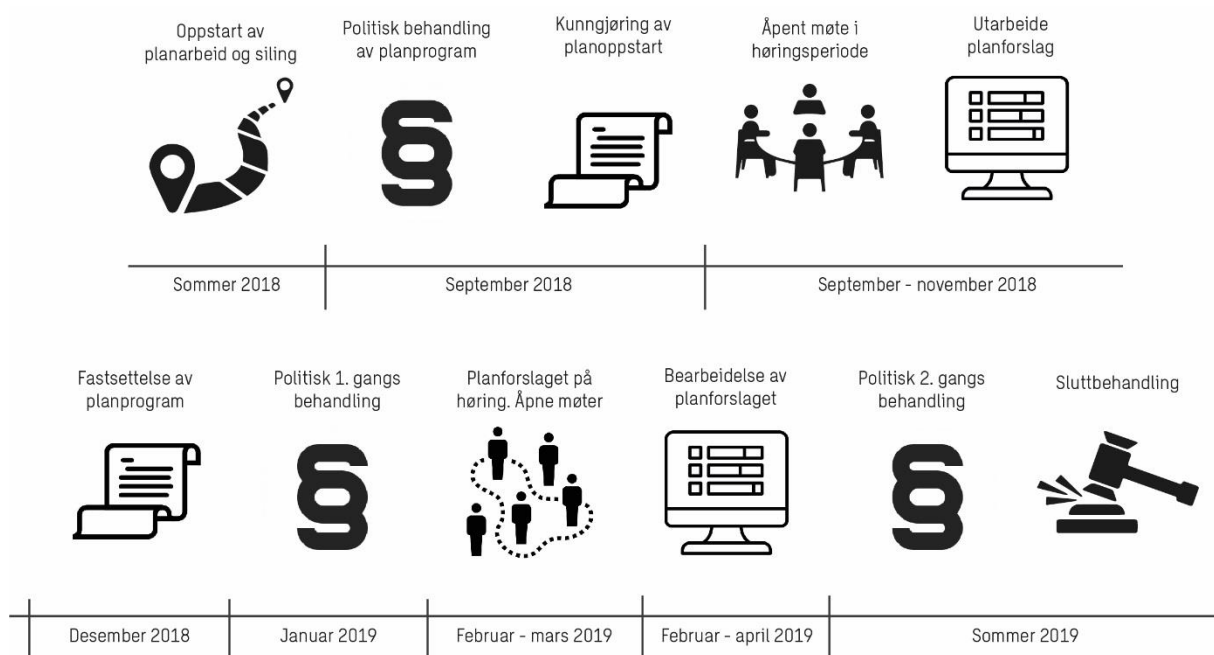 Oppstart av
planarbeid og siling
Politisk behandling
av planprogram
Kunngjøring av
planoppstart
Åpent møte i
høringsperiode
Utarbeide
planforslag
Sommer 2018
September 2018
September - november 2018
Fastsettelse av
planprogram
Politisk 1. gangs
behandling
Planforslaget på
høring. Åpne møter
Bearbeidelse av
planforslaget
Politisk 2. gangs
behandling
Sluttbehandling
Desember 2018
Januar 2019
Februar - mars 2019
Februar - april 2019
Sommer 2019